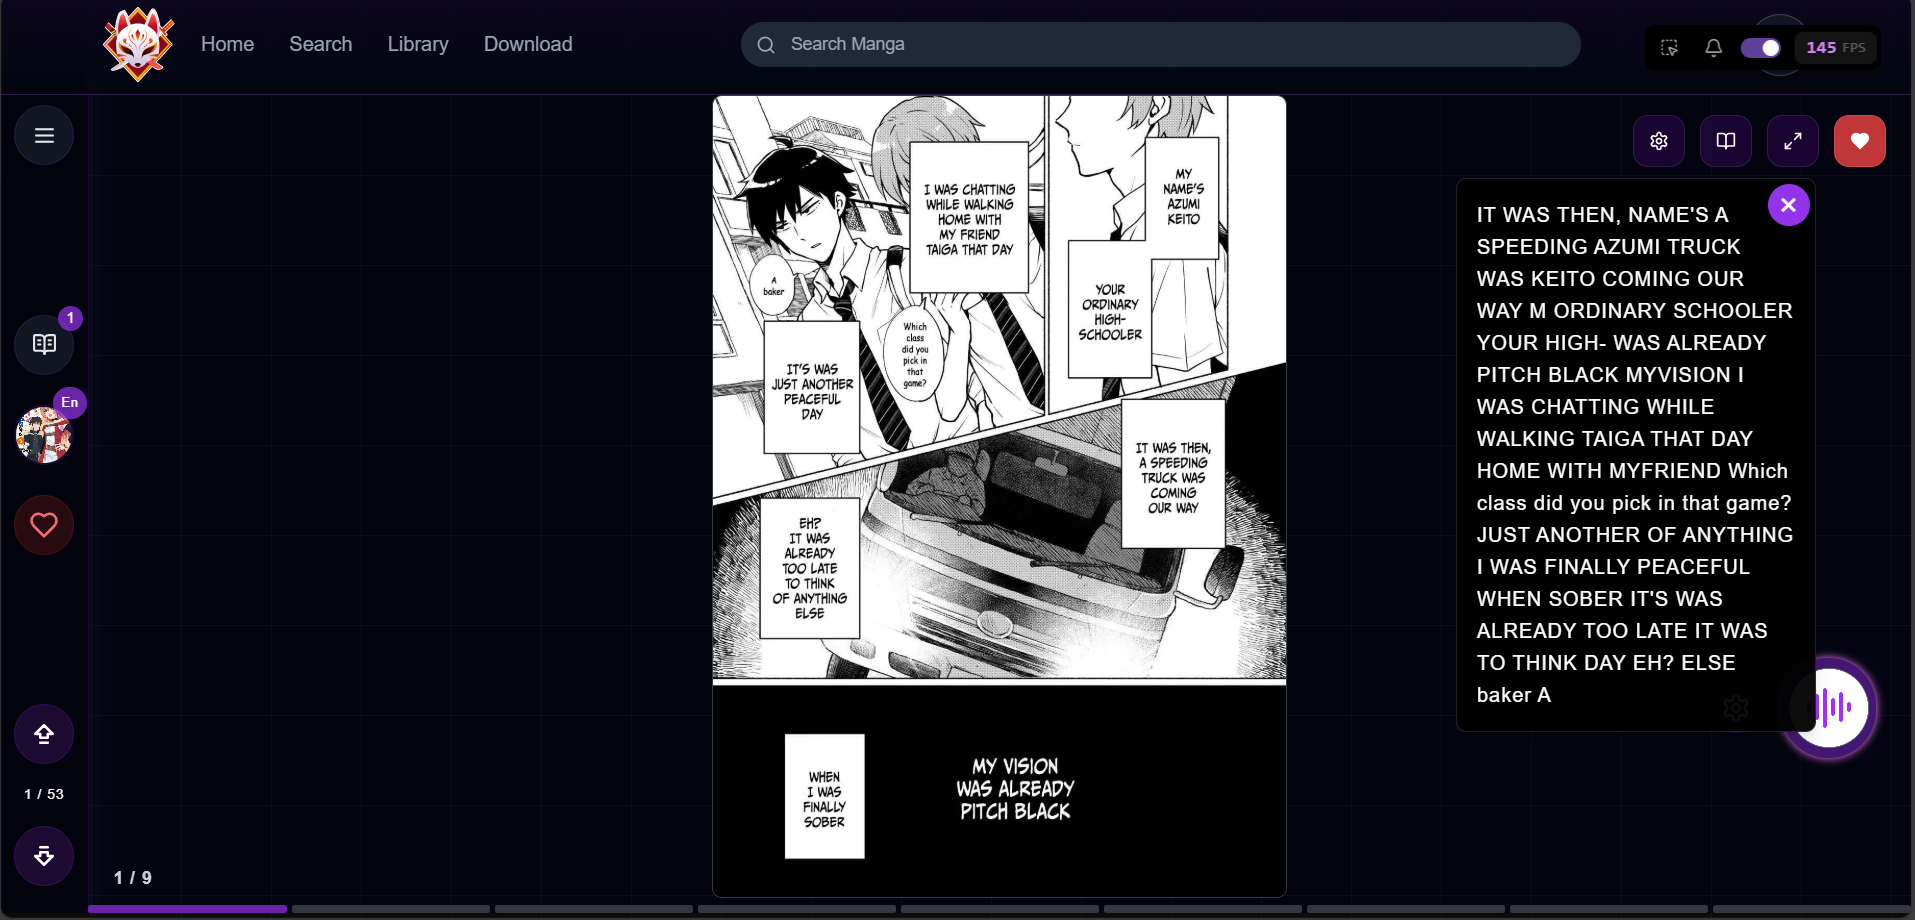 Home
Search
Library
Download
Search Manga
145 FPS
1
En
1 / 53
1 / 9
MY
NAME'S
AZUMI
KEITO
YOUR
ORDINARY
HIGH-
SCHOOLER
I WAS CHATTING
WHILE WALKING
HOME WITH
MY FRIEND
TAIGA THAT DAY
Which
class
did you
pick in
that
game?
A
baker
IT'S WAS
JUST ANOTHER
PEACEFUL
DAY
IT WAS THEN,
A SPEEDING
TRUCK WAS
COMING
OUR WAY
EH?
IT WAS
ALREADY
TOO LATE
TO THINK
OF ANYTHING
ELSE
MY VISION
WAS ALREADY
PITCH BLACK
WHEN
I WAS
FINALLY
SOBER
IT WAS THEN, NAME'S A
SPEEDING AZUMI TRUCK
WAS KEITO COMING OUR
WAY M ORDINARY SCHOOLER
YOUR HIGH- WAS ALREADY
PITCH BLACK MYVISION I
WAS CHATTING WHILE
WALKING TAIGA THAT DAY
HOME WITH MYFRIEND Which
class did you pick in that game?
JUST ANOTHER OF ANYTHING
I WAS FINALLY PEACEFUL
WHEN SOBER IT'S WAS
ALREADY TOO LATE IT WAS
TO THINK DAY EH? ELSE
baker A